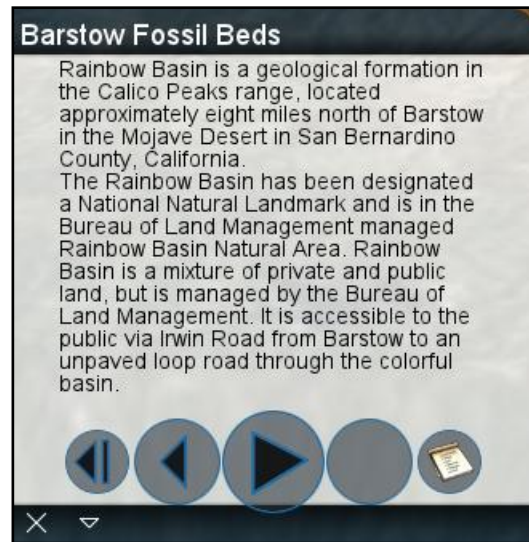 Barstow Fossil Beds
Rainbow Basin is a geological formation in
the Calico Peaks range, located
approximately eight miles north of Barstow
in the Mojave Desert in San Bernardino
County, California.
The Rainbow Basin has been designated
a National Natural Landmark and is in the
Bureau of Land Management managed
Rainbow Basin Natural Area. Rainbow
Basin is a mixture of private and public
land, but is managed by the Bureau of
Land Management. It is accessible to the
public via Irwin Road from Barstow to an
unpaved loop road through the colorful
basin.